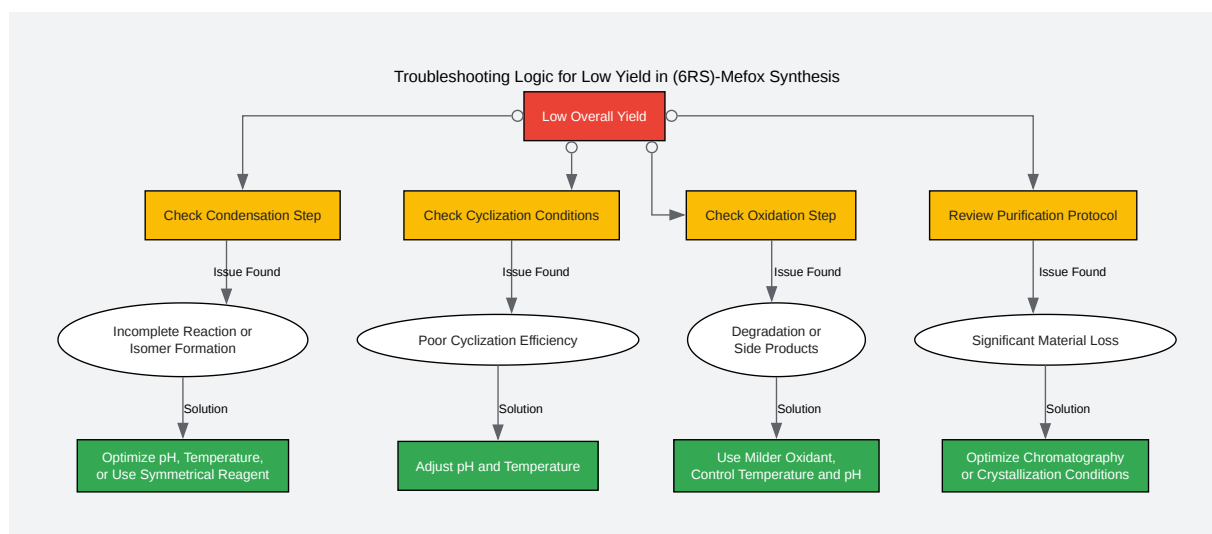 Troubleshooting Logic for Low Yield in (6RS)-Mefox Synthesis
Low Overall Yield
Check Condensation Step
Check Cyclization Conditions
Check Oxidation Step
Review Purification Protocol
Issue Found
Issue Found
Issue Found
Issue Found
Incomplete Reaction or
Isomer Formation
Poor Cyclization Efficiency
Degradation or
Side Products
Significant Material Loss
Solution
Solution
Solution
Solution
Optimize pH, Temperature,
or Use Symmetrical Reagent
Adjust pH and Temperature
Use Milder Oxidant,
Control Temperature and pH
Optimize Chromatography
or Crystallization Conditions